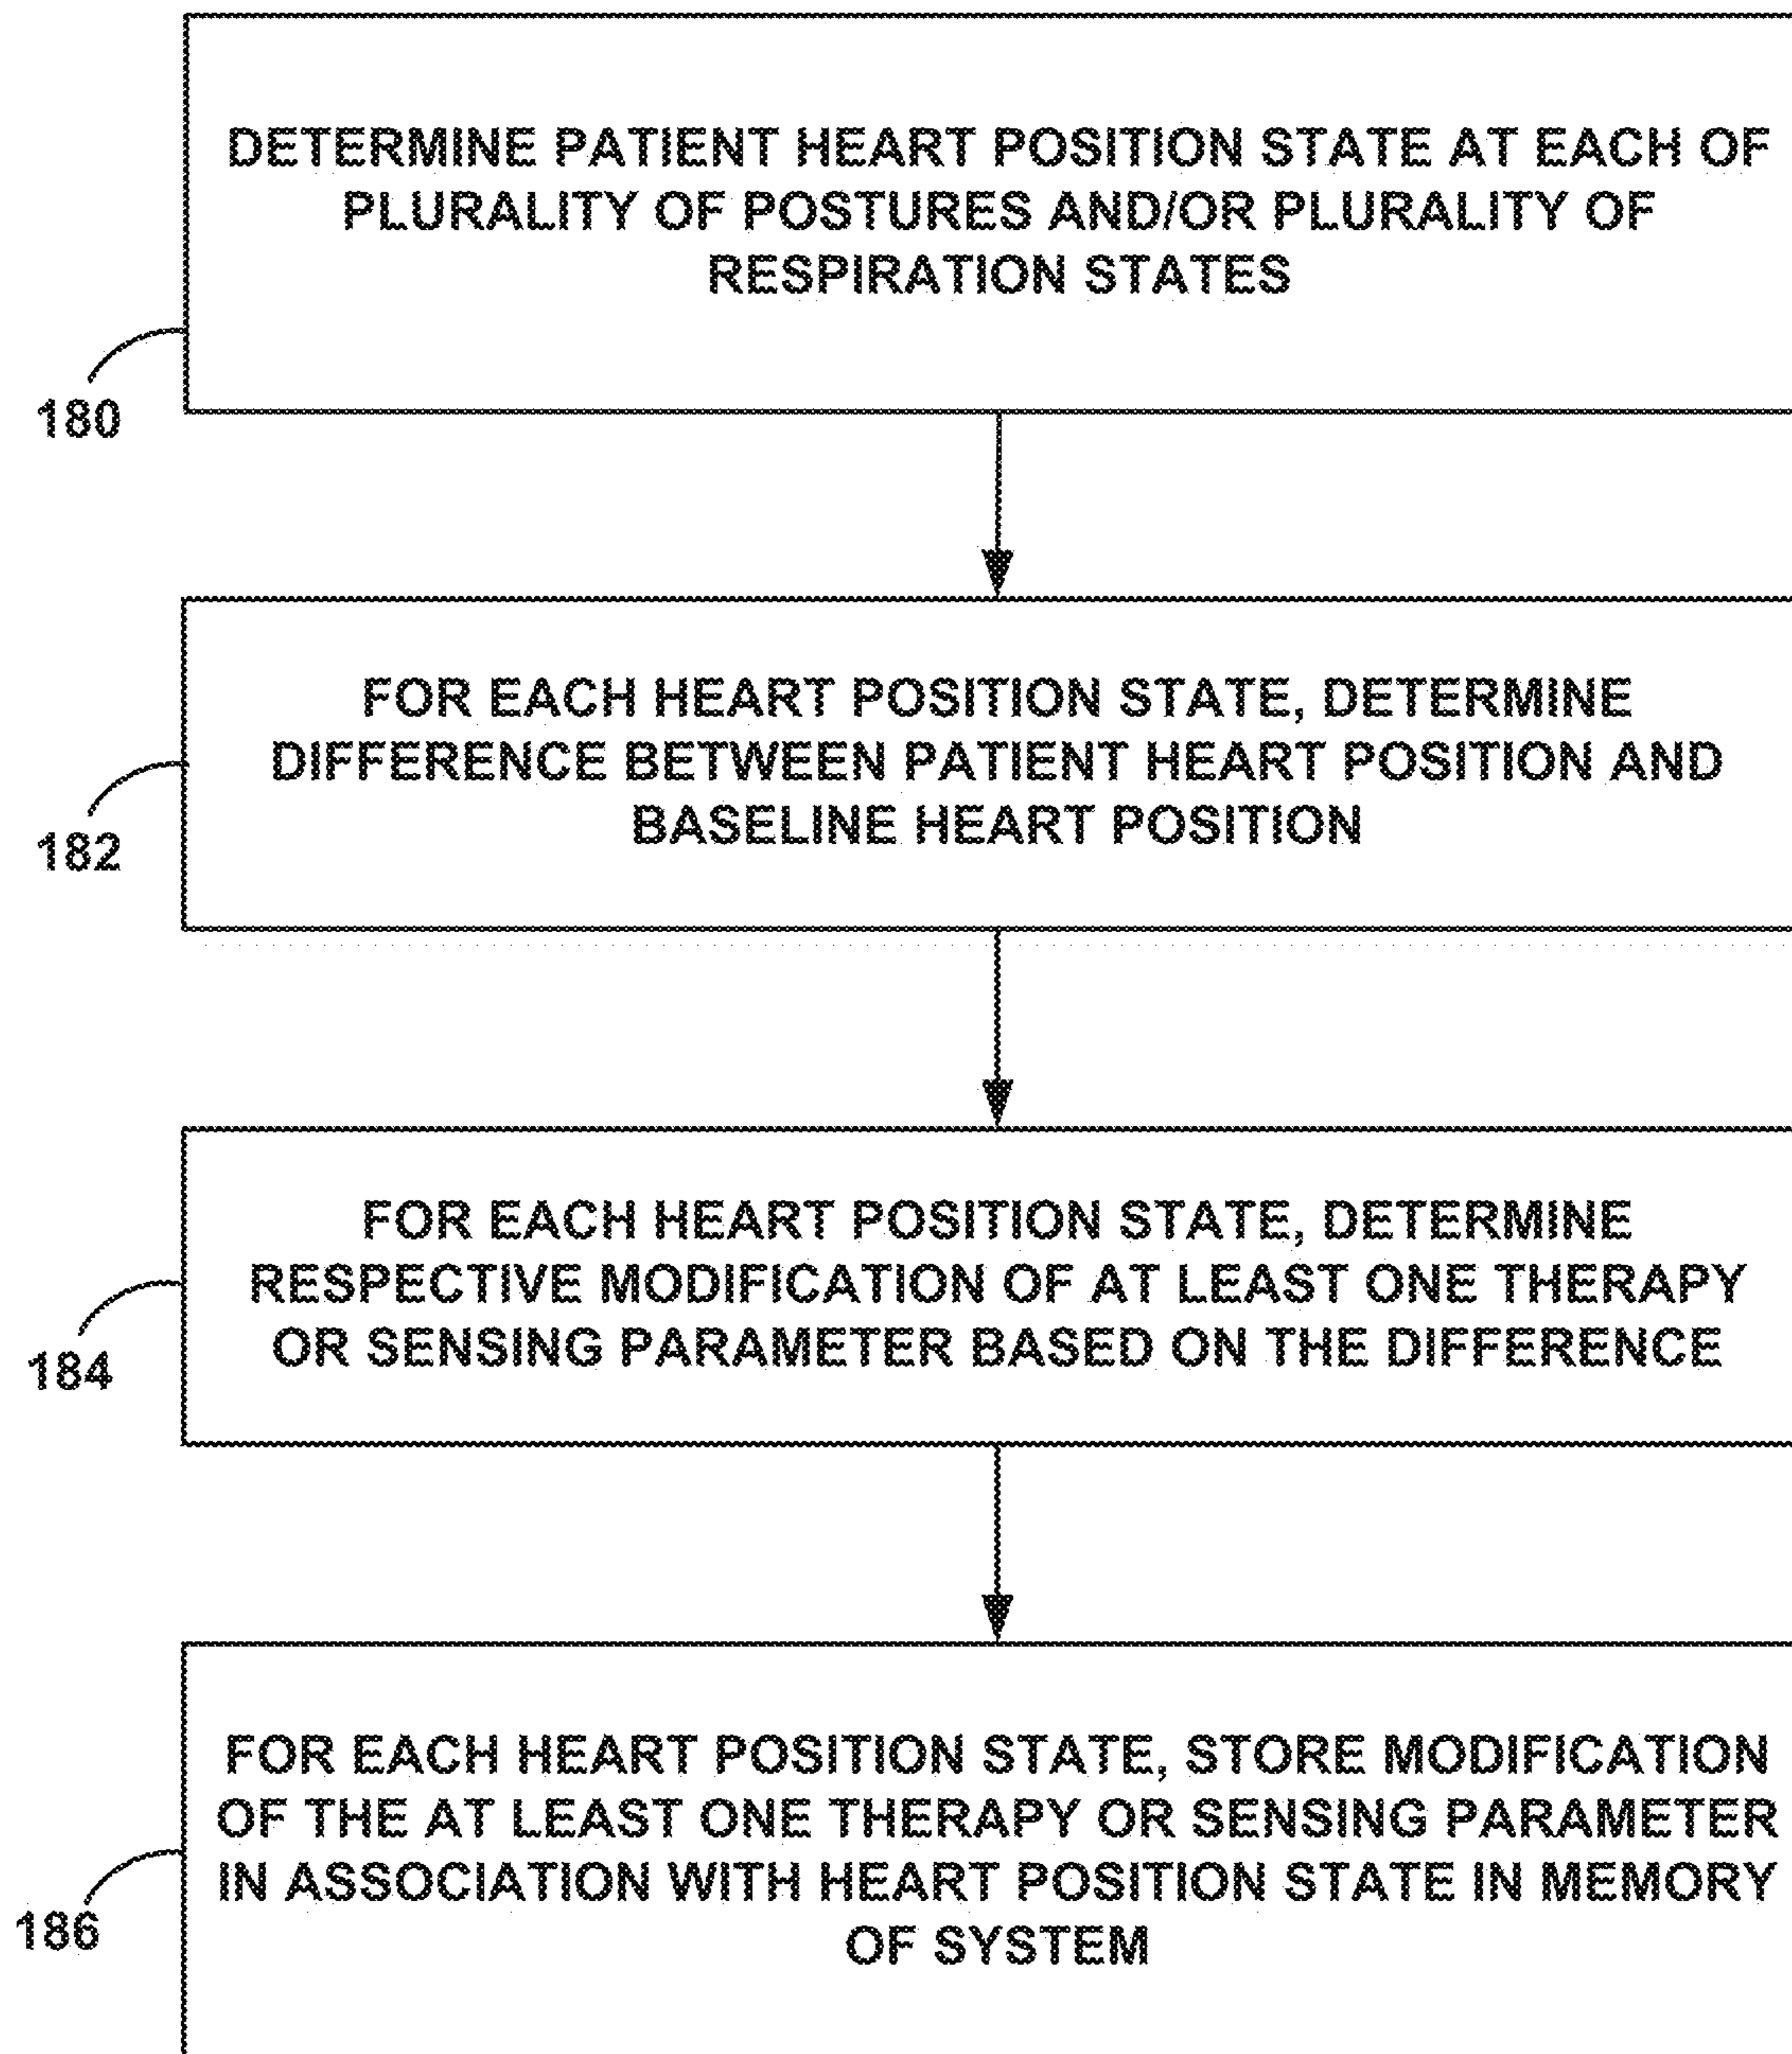 DETERMINE PATIENT HEART POSITION STATE AT EACH OF
PLURALITY OF POSTURES AND/OR PLURALITY OF
RESPIRATION STATES
180
FOR EACH HEART POSITION STATE, DETERMINE
DIFFERENCE BETWEEN PATIENT HEART POSITION AND
BASELINE HEART POSITION
182
FOR EACH HEART POSITION STATE, DETERMINE
RESPECTIVE MODIFICATION OF AT LEAST ONE THERAPY
OR SENSING PARAMETER BASED ON THE DIFFERENCE
184
FOR EACH HEART POSITION STATE, STORE MODIFICATION
OF THE AT LEAST ONE THERAPY OR SENSING PARAMETER
IN ASSOCIATION WITH HEART POSITION STATE IN MEMORY
OF SYSTEM
186